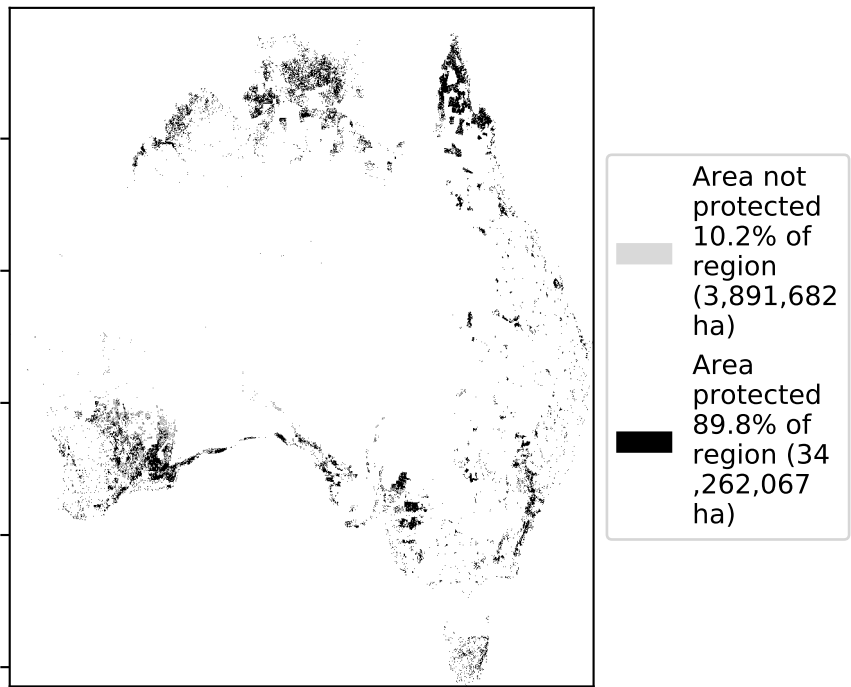 Area not
protected
10.2% of
region
(3,891,682
ha)
Area
protected
89.8% of
region (34
,262,067
ha)